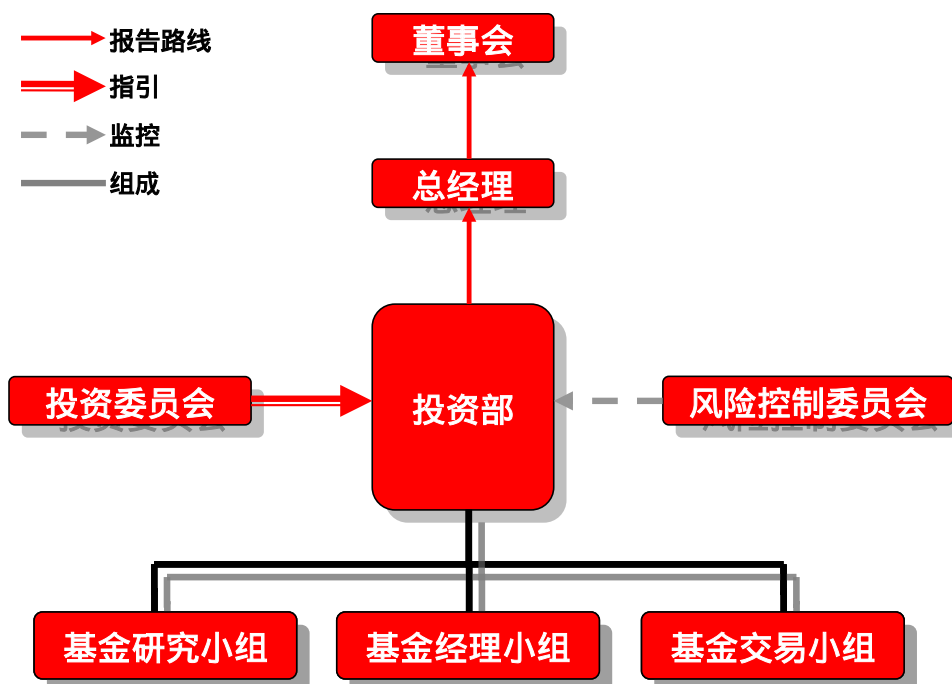 董事会
报告路线
指引
监控
组成
总经理
投资委员会
投资部
风险控制委员会
基金研究小组
基金经理小组
基金交易小组